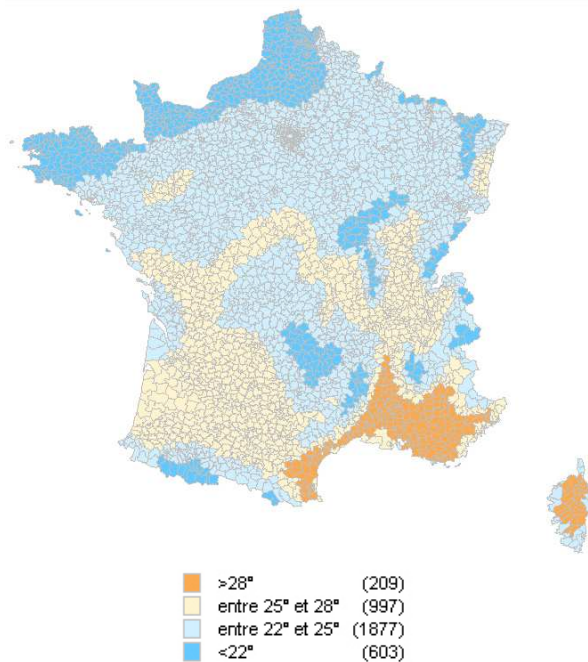 >28° (209)
entre 25° et 28° (997)
entre 22° et 25° (1877)
<22° (603)